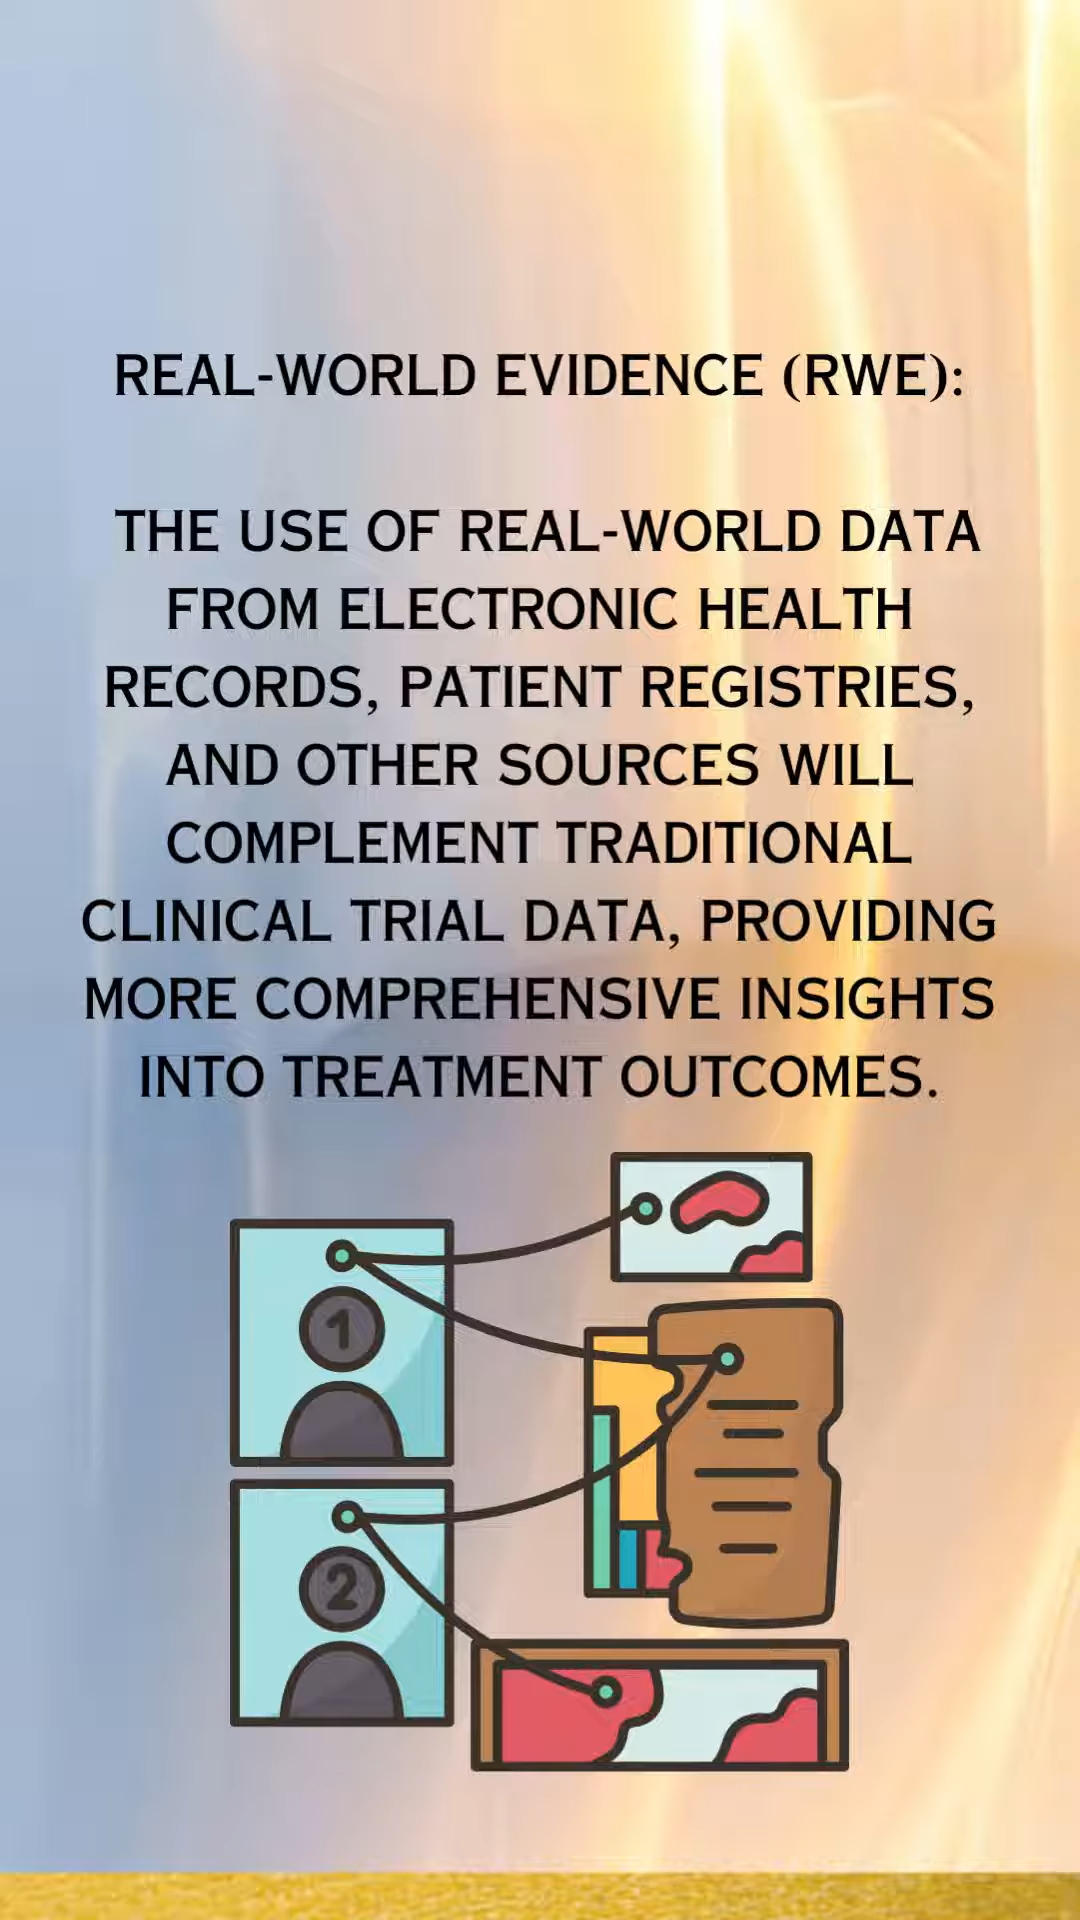 REAL-WORLD EVIDENCE (RWE):
THE USE OF REAL-WORLD DATA
FROM ELECTRONIC HEALTH
RECORDS, PATIENT REGISTRIES,
AND OTHER SOURCES WILL
COMPLEMENT TRADITIONAL
CLINICAL TRIAL DATA, PROVIDING
MORE COMPREHENSIVE INSIGHTS
INTO TREATMENT OUTCOMES.
1
2